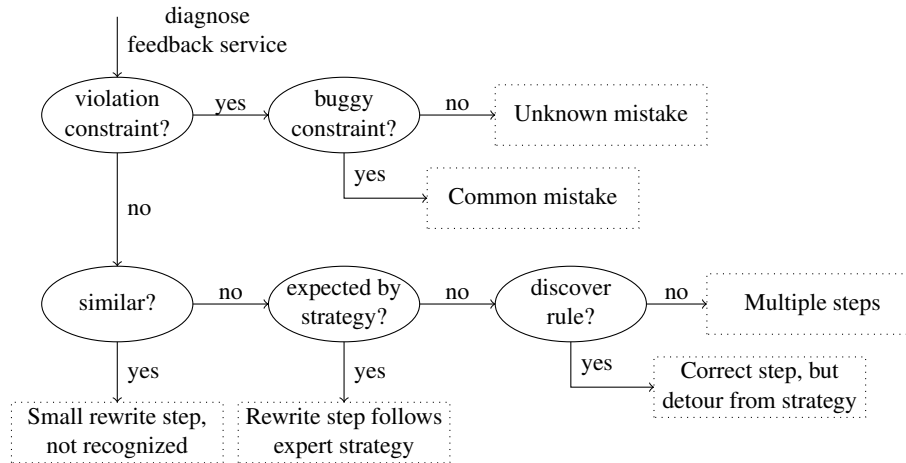 diagnose
feedback service
violation
constraint?
yes
buggy
constraint?
no
Unknown mistake
yes
Common mistake
no
similar?
no
expected by
strategy?
no
discover
rule?
no
Multiple steps
yes
Small rewrite step,
not recognized
yes
Rewrite step follows
expert strategy
yes
Correct step, but
detour from strategy